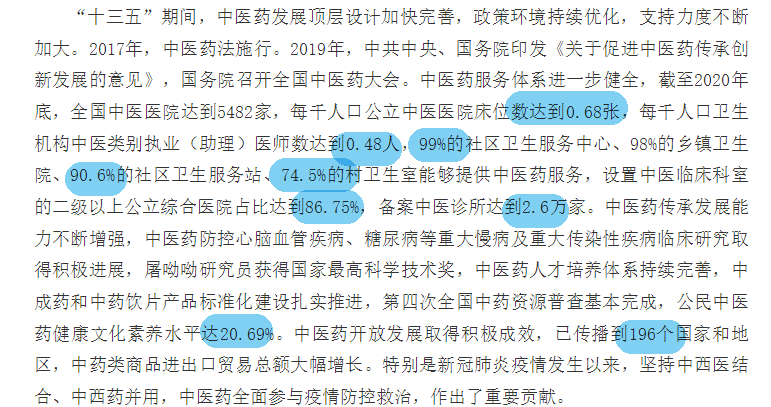 “十三五”期间，中医药发展顶层设计加快完善，政策环境持续优化，支持力度不断
加大。2017年，中医药法施行。2019年，中共中央、国务院印发《关于促进中医药传承创
新发展的意见》，国务院召开全国中医药大会。中医药服务体系进一步健全，截至2020年
底，全国中医医院达到5482家，每千人口公立中医医院床位数达到0.68张，每千人口卫生
机构中医类别执业（助理）医师数达到0.48人，99%的社区卫生服务中心、98%的乡镇卫生
院、90.6%的社区卫生服务站、74.5%的村卫生室能够提供中医药服务，设置中医临床科室
的二级以上公立综合医院占比达到86.75%，备案中医诊所达到2.6万家。中医药传承发展能
力不断增强，中医药防控心脑血管疾病、糖尿病等重大慢病及重大传染性疾病临床研究取
得积极进展，屠呦呦研究员获得国家最高科学技术奖，中医药人才培养体系持续完善，中
成药和中药饮片产品标准化建设扎实推进，第四次全国中药资源普查基本完成，公民中医
药健康文化素养水平达20.69%。中医药开放发展取得积极成效，已传播到196个国家和地
区，中药类商品进出口贸易总额大幅增长。特别是新冠肺炎疫情发生以来，坚持中西医结
合、中西药并用，中医药全面参与疫情防控救治，作出了重要贡献。